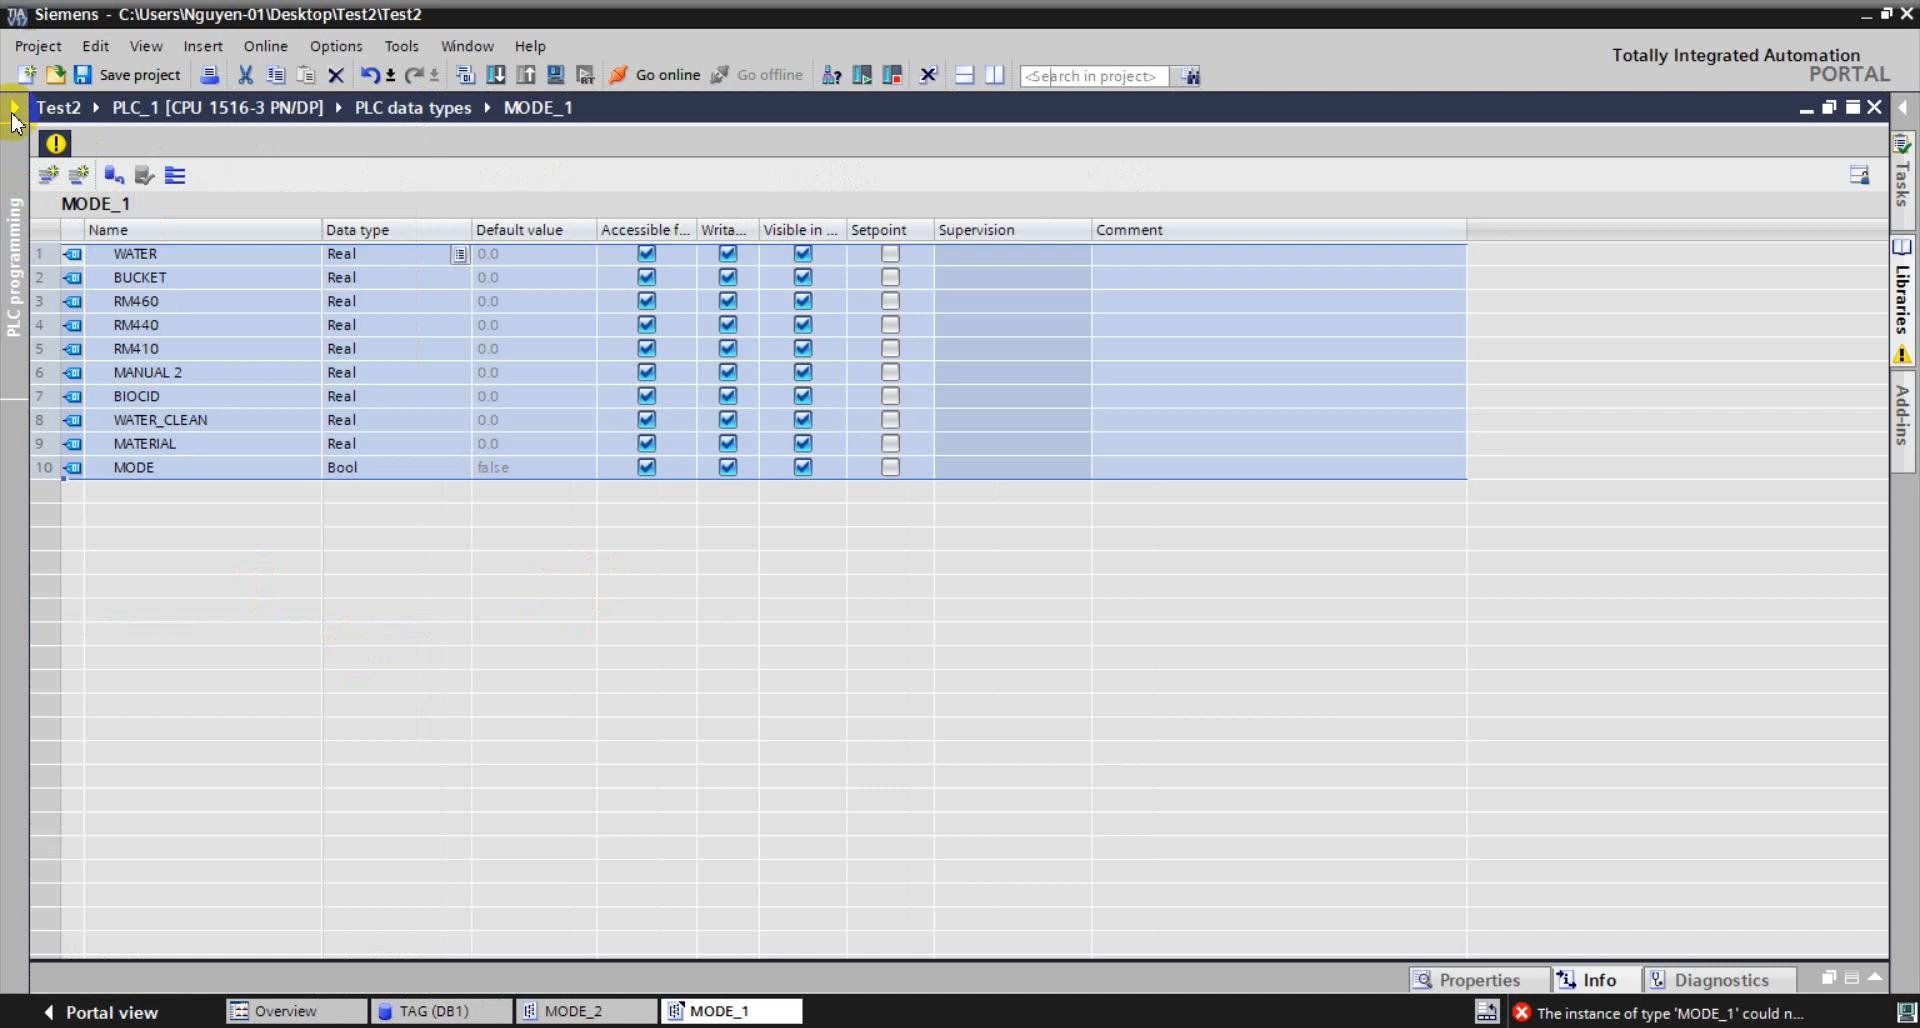 Siemens - C:\Users\Nguyen-01\Desktop\Test2\Test2
Project Edit View Insert Online Options Tools Window Help
Totally Integrated Automation
PORTAL
Save project Go online Go offline <Search in project>
Test2 PLC_1 [CPU 1516-3 PN/DP] PLC data types MODE_1
MODE_1
Name Data type Default value Accessible f... Writa... Visible in ... Setpoint Supervision Comment
1 WATER Real 0.0
2 BUCKET Real 0.0
3 RM460 Real 0.0
4 RM440 Real 0.0
5 RM410 Real 0.0
6 MANUAL 2 Real 0.0
7 BIOCID Real 0.0
8 WATER_CLEAN Real 0.0
9 MATERIAL Real 0.0
10 MODE Bool false
PLC programming
Tasks
Libraries
Add-ins
Properties Info Diagnostics
Portal view Overview TAG (DB1) MODE_2 MODE_1 The instance of type 'MODE_1' could n...